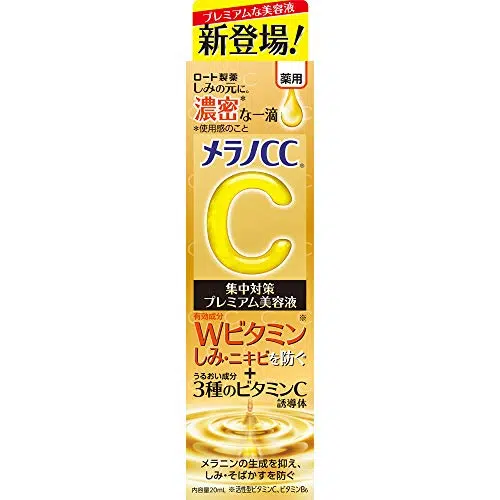 プレミアムな美容液
新登場!
ロート製薬
しみの元に。
薬用
濃密*な一滴
*使用感のこと
メラノCC®
C
集中対策
プレミアム美容液
有効成分
Wビタミン※
しみ・ニキビを防ぐ
+
うるおい成分
3種のビタミンC
誘導体
メラニンの生成を抑え、
しみ・そばかすを防ぐ
内容量20mL ※活性型ビタミンC、ビタミンB6